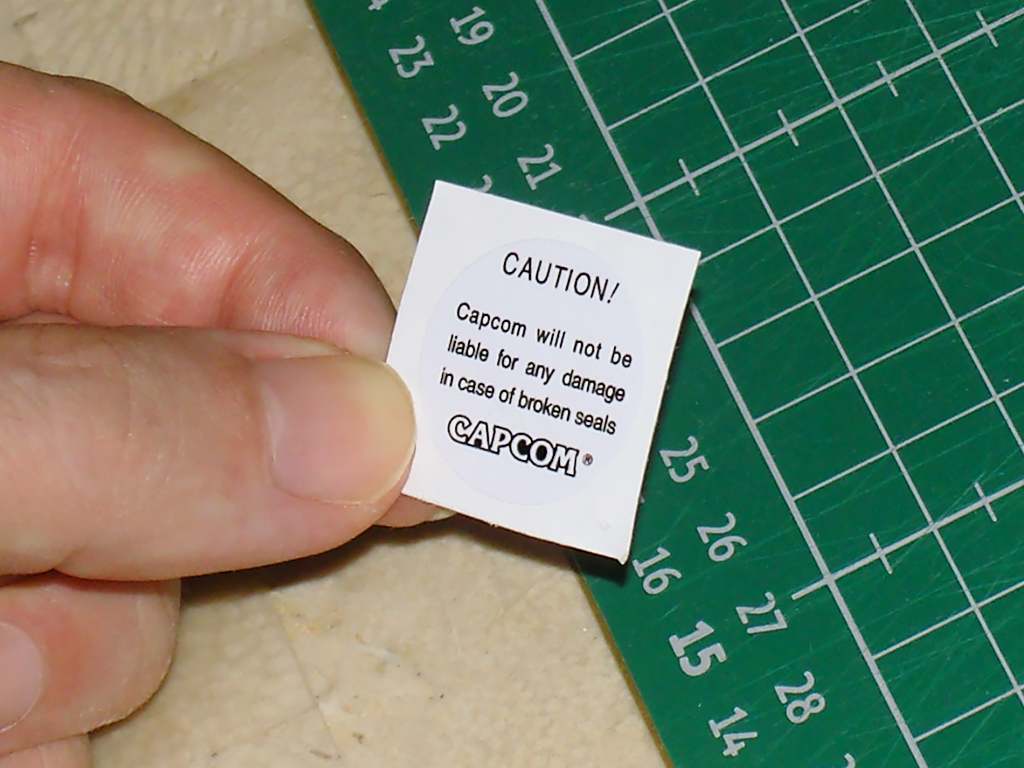 CAUTION!
Capcom will not be
liable for any damage
in case of broken seals
CAPCOM®
19
23
20
22
21
25
26
16
27
15
28
14